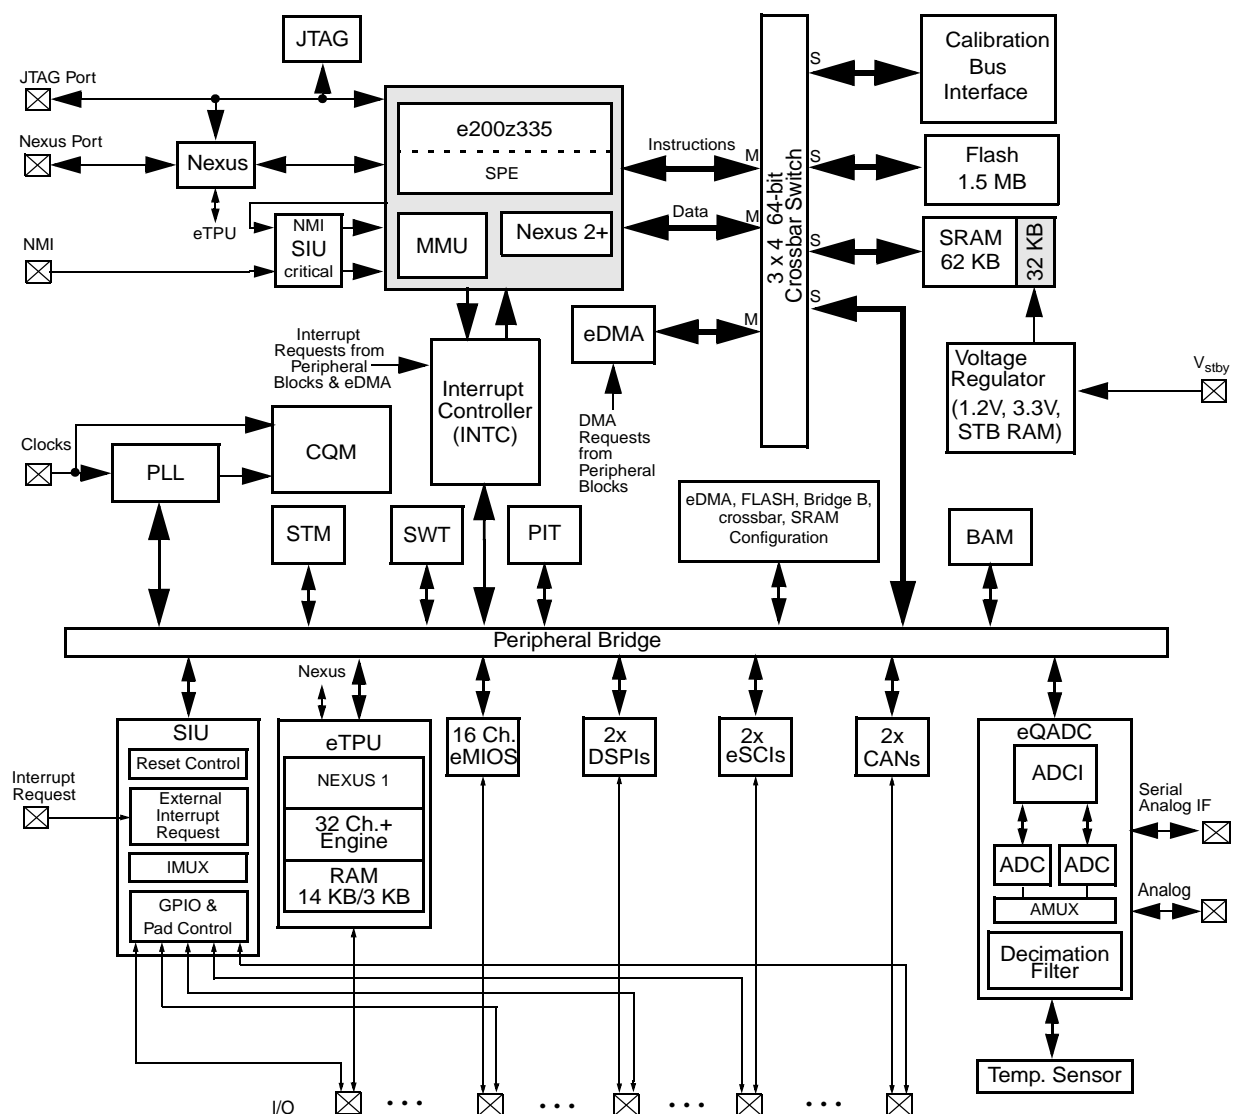 JTAG
JTAG Port
Nexus Port
Nexus
eTPU
NMI
NMI
SIU
critical
e200z335
SPE
MMU
Nexus 2+
Instructions
Data
M
M
M
3 x 4 64-bit
Crossbar Switch
S
S
S
S
Calibration
Bus
Interface
Flash
1.5 MB
SRAM
62 KB
32 KB
eDMA
Interrupt
Requests from
Peripheral
Blocks & eDMA
Interrupt
Controller
(INTC)
DMA
Requests
from
Peripheral
Blocks
Voltage
Regulator
(1.2V, 3.3V,
STB RAM)
Vstby
Clocks
PLL
CQM
STM
SWT
PIT
eDMA, FLASH, Bridge B,
crossbar, SRAM
Configuration
BAM
Peripheral Bridge
Nexus
SIU
Reset Control
External
Interrupt
Request
IMUX
GPIO &
Pad Control
Interrupt
Request
eTPU
NEXUS 1
32 Ch.+
Engine
RAM
14 KB/3 KB
16 Ch.
eMIOS
2x
DSPIs
2x
eSCIs
2x
CANs
eQADC
ADCI
ADC
ADC
AMUX
Decimation
Filter
Serial
Analog IF
Analog
Temp. Sensor
I/O
• • •
• • •
• • •
• • •